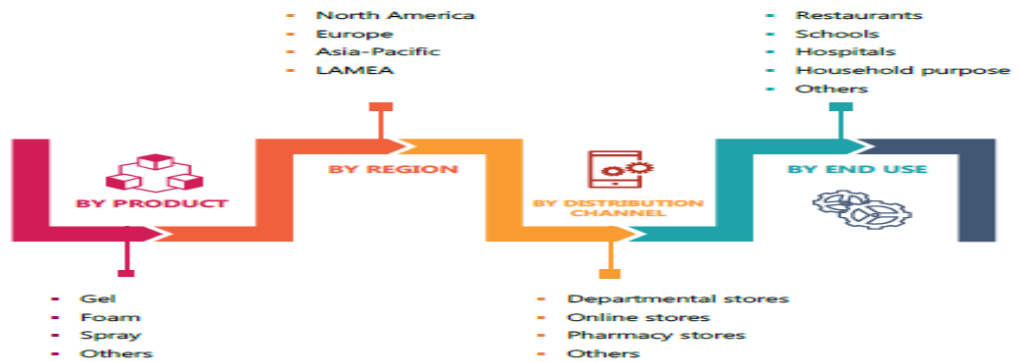 - North America
- Europe
- Asia-Pacific
- LAMEA
- Restaurants
- Schools
- Hospitals
- Household purpose
- Others
BY PRODUCT
BY REGION
BY DISTRIBUTION
CHANNEL
BY END USE
- Gel
- Foam
- Spray
- Others
- Departmental stores
- Online stores
- Pharmacy stores
- Others